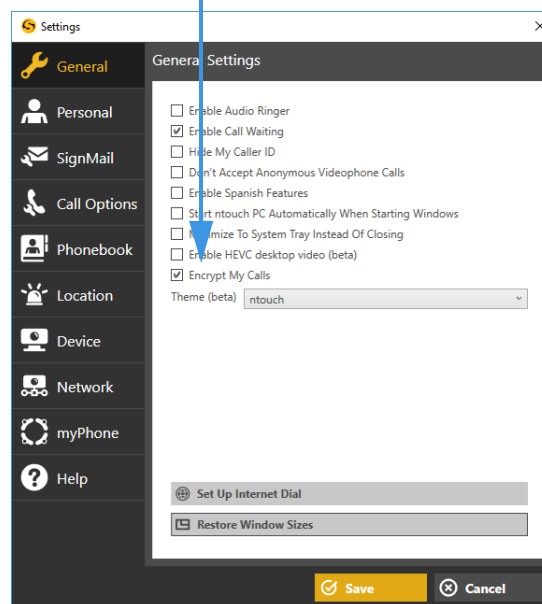 Settings
General
Personal
SignMail
Call Options
Phonebook
Location
Device
Network
myPhone
Help
General Settings
Enable Audio Ringer
Enable Call Waiting
Hide My Caller ID
Don't Accept Anonymous Videophone Calls
Enable Spanish Features
Start ntouch PC Automatically When Starting Windows
Minimize To System Tray Instead Of Closing
Enable HEVC desktop video (beta)
Encrypt My Calls
Theme (beta) ntouch
Set Up Internet Dial
Restore Window Sizes
Save
Cancel